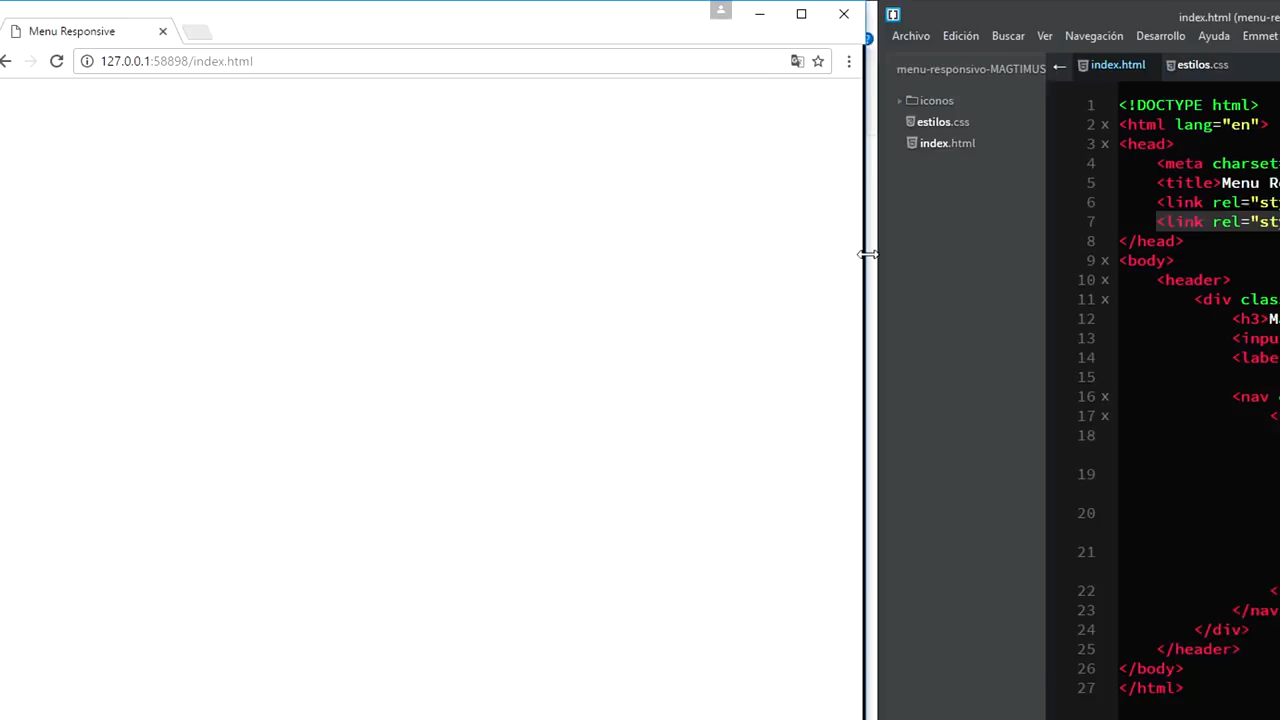 Menu Responsive
127.0.0.1:58898/index.html
index.html (menu-re
Archivo Edición Buscar Ver Navegación Desarrollo Ayuda Emmet
menu-responsivo-MAGTIMUS
iconos
estilos.css
index.html
index.html estilos.css
1 <!DOCTYPE html>
2 x <html lang="en">
3 x <head>
4 <meta charset=
5 <title>Menu Re
6 <link rel="sty
7 <link rel="sty
8 </head>
9 x <body>
10 x <header>
11 x <div clas
12 <h3>M
13 <inpu
14 <labe
15
16 x <nav
17 x <
18
19
20
21
22 <
23 </nav
24 </div>
25 </header>
26 </body>
27 </html>